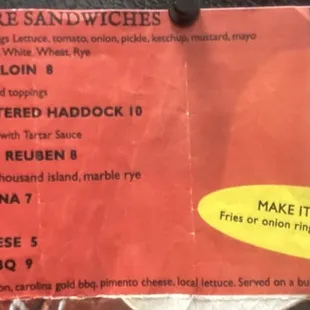 RE SANDWICHES
gs Lettuce, tomato, onion, pickle, ketchup, mustard, mayo
White, Wheat, Rye
LOIN 8
d toppings
TERED HADDOCK 10
with Tartar Sauce
REUBEN 8
housand island, marble rye
NA 7
MAKE IT
Fries or onion ring
ESE 5
BQ 9
on, carolina gold bbq, pimento cheese, local lettuce. Served on a bu